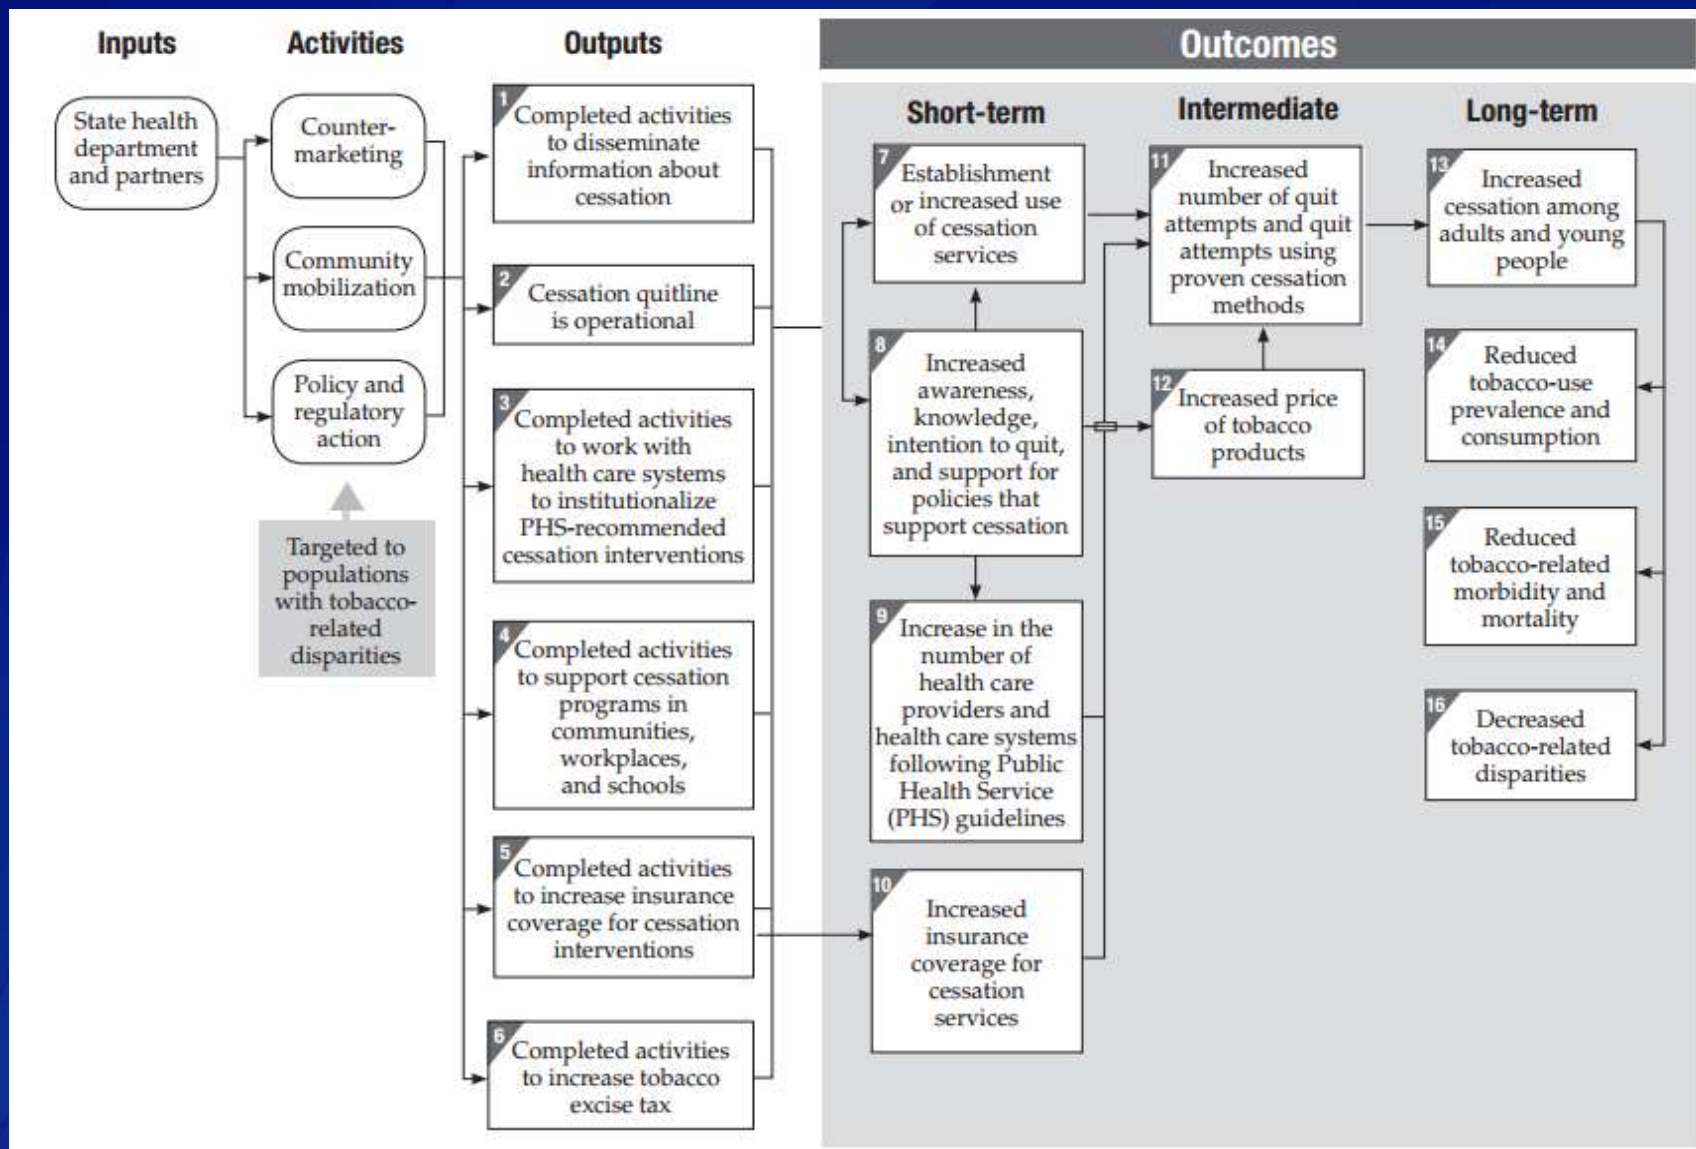 Inputs
Activities
Outputs
Outcomes
Short-term
Intermediate
Long-term
State health
department
and partners
Counter-
marketing
Community
mobilization
Policy and
regulatory
action
Targeted to
populations
with tobacco-
related
disparities
1
Completed activities
to disseminate
information about
cessation
2
Cessation quitline
is operational
3
Completed activities
to work with
health care systems
to institutionalize
PHS-recommended
cessation interventions
4
Completed activities
to support cessation
programs in
communities,
workplaces,
and schools
5
Completed activities
to increase insurance
coverage for cessation
interventions
6
Completed activities
to increase tobacco
excise tax
7
Establishment
or increased use
of cessation
services
8
Increased
awareness,
knowledge,
intention to quit,
and support for
policies that
support cessation
9
Increase in the
number of
health care
providers and
health care systems
following Public
Health Service
(PHS) guidelines
10
Increased
insurance
coverage for
cessation
services
11
Increased
number of quit
attempts and quit
attempts using
proven cessation
methods
12
Increased price
of tobacco
products
13
Increased
cessation among
adults and young
people
14
Reduced
tobacco-use
prevalence and
consumption
15
Reduced
tobacco-related
morbidity and
mortality
16
Decreased
tobacco-related
disparities